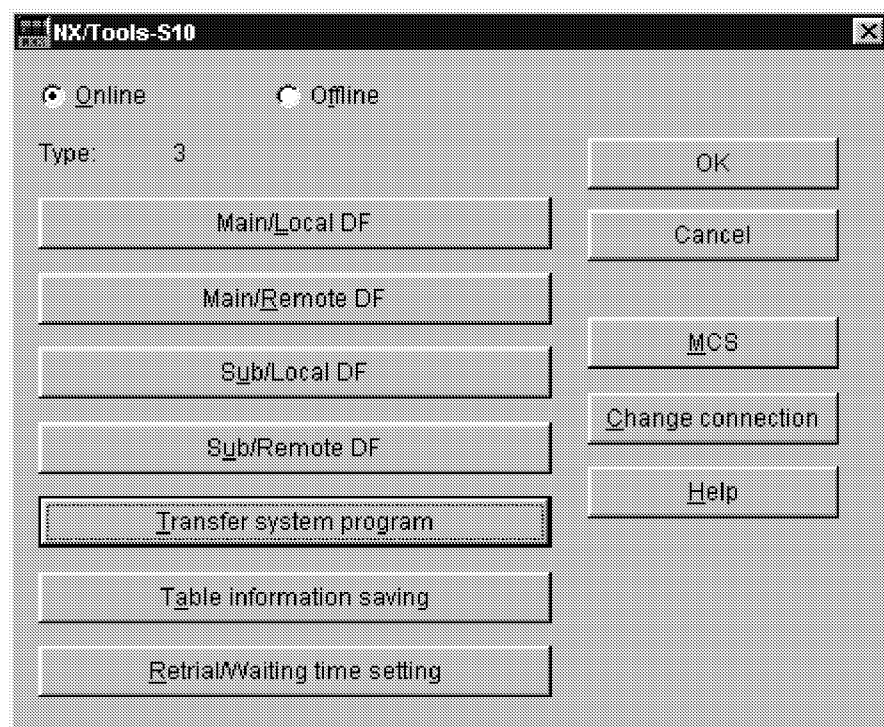 NX/Tools-S10
Online
Offline
Type: 3
Main/Local DF
Main/Remote DF
Sub/Local DF
Sub/Remote DF
Transfer system program
Table information saving
Retrial/Waiting time setting
OK
Cancel
MCS
Change connection
Help